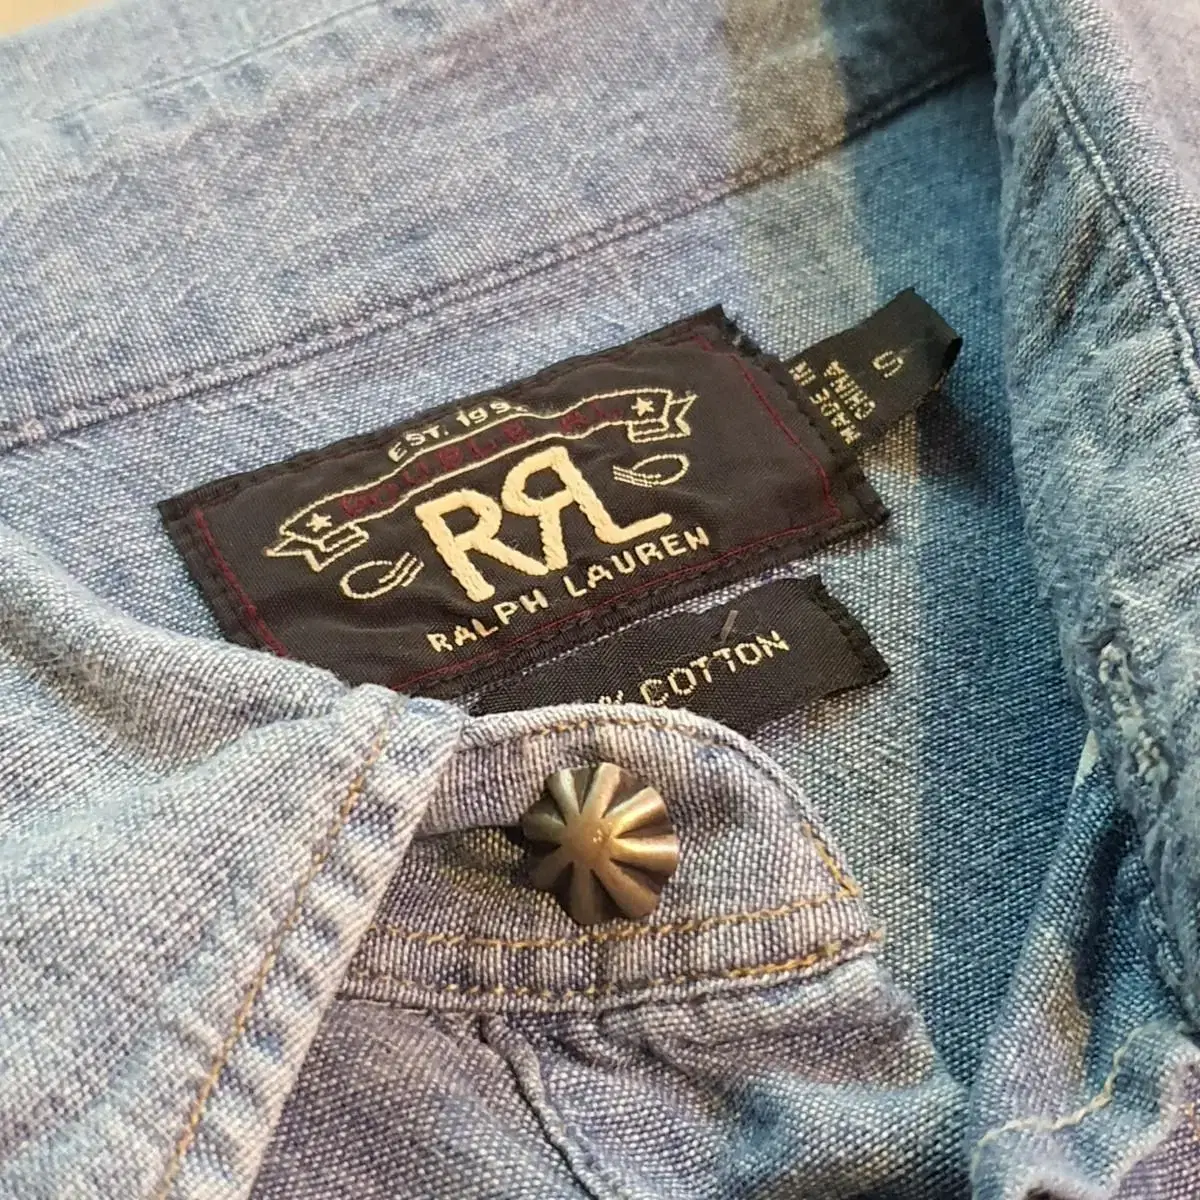 EST. 199
DOUBLE RL
RRL
RALPH LAUREN
MADE IN
CHINA
S
% COTTON